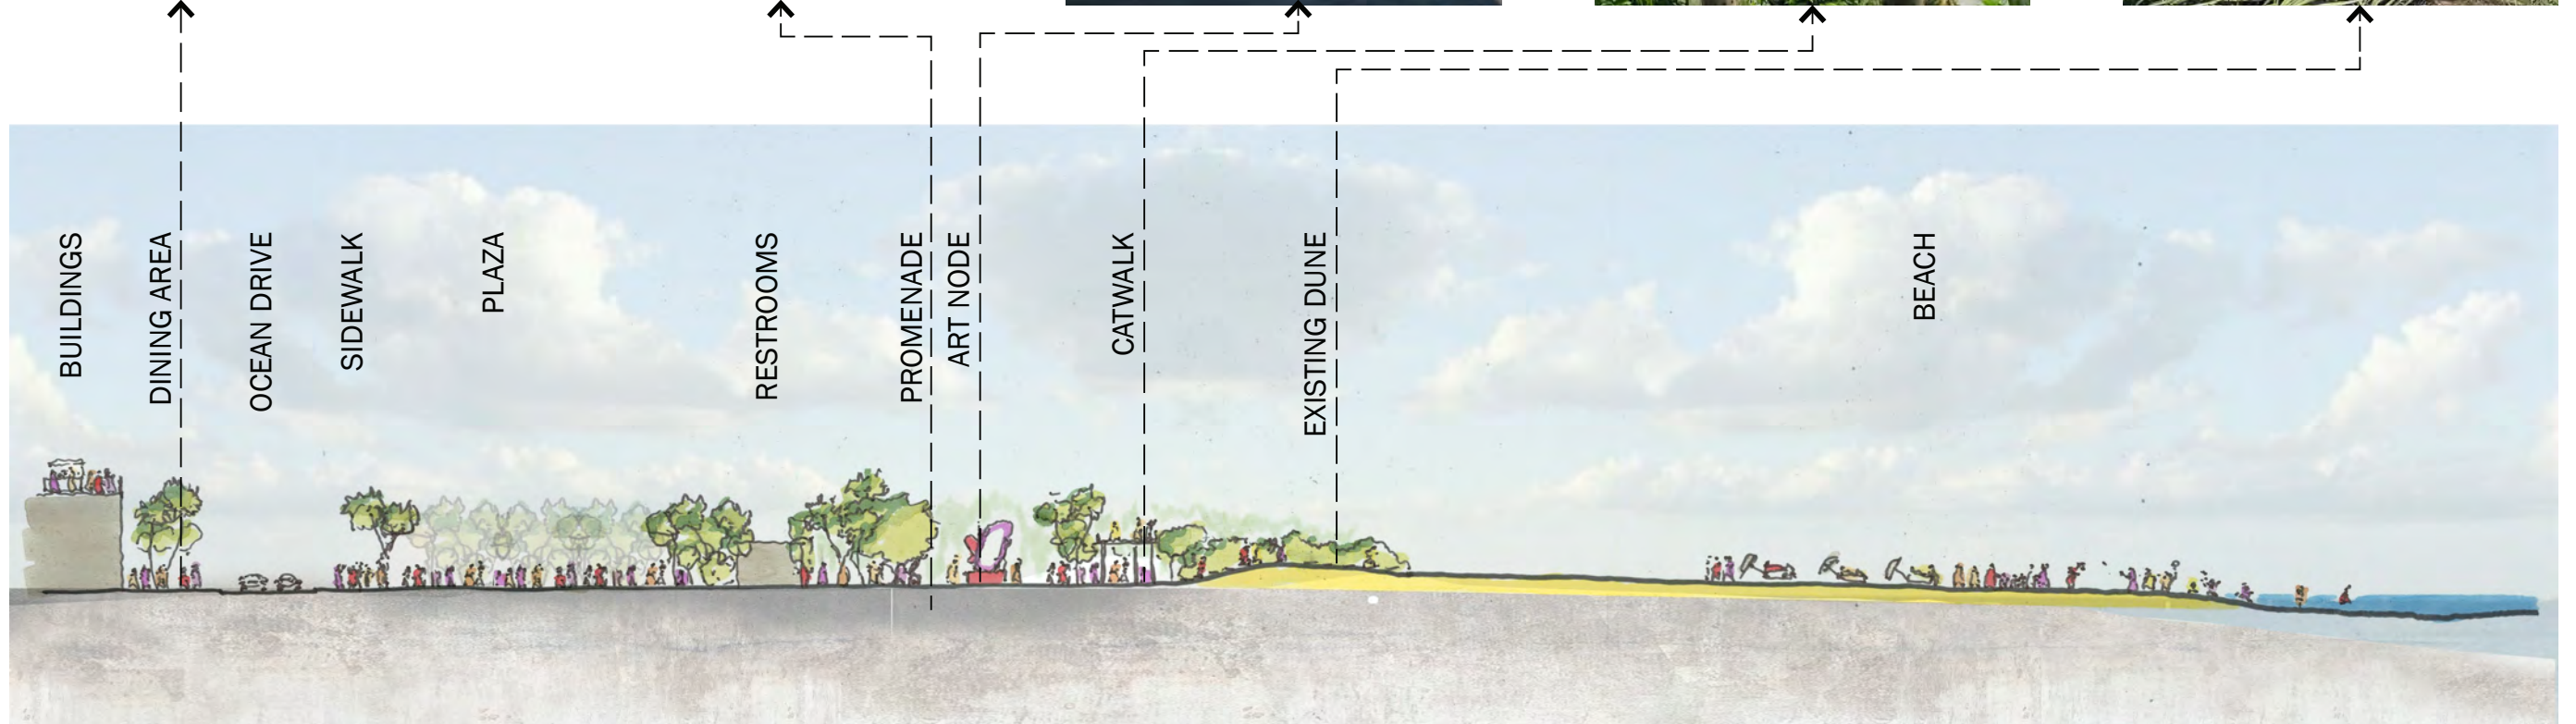 BUILDINGS
DINING AREA
OCEAN DRIVE
SIDEWALK
PLAZA
RESTROOMS
PROMENADE
ART NODE
CATWALK
EXISTING DUNE
BEACH